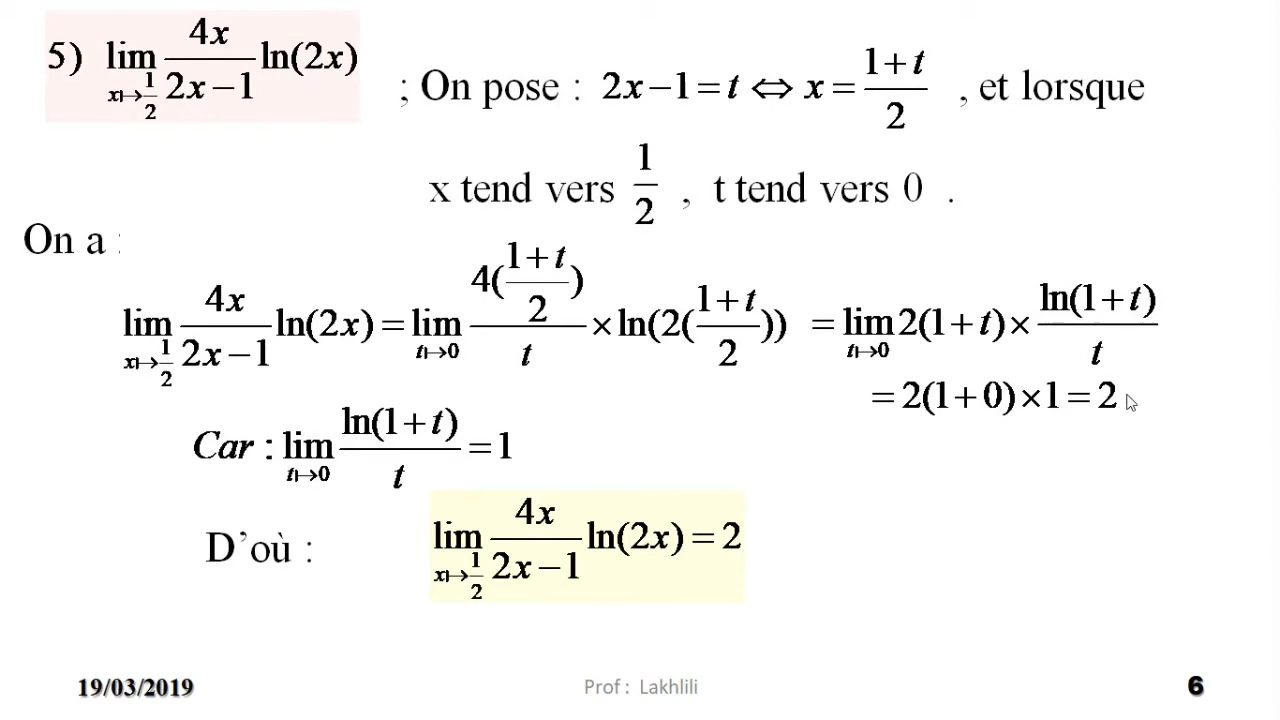 5) lim_{x→1/2} 4x/(2x−1) ln(2x) ; On pose : 2x−1=t ⇔ x=(1+t)/2 , et lorsque
x tend vers 1/2 , t tend vers 0 .
On a :
lim_{x→1/2} 4x/(2x−1) ln(2x) = lim_{t→0} 4((1+t)/2)/t × ln(2((1+t)/2)) = lim_{t→0} 2(1+t)× ln(1+t)/t
= 2(1+0)×1 = 2
Car : lim_{t→0} ln(1+t)/t = 1
D’où : lim_{x→1/2} 4x/(2x−1) ln(2x) = 2
19/03/2019 Prof : Lakhlili 6